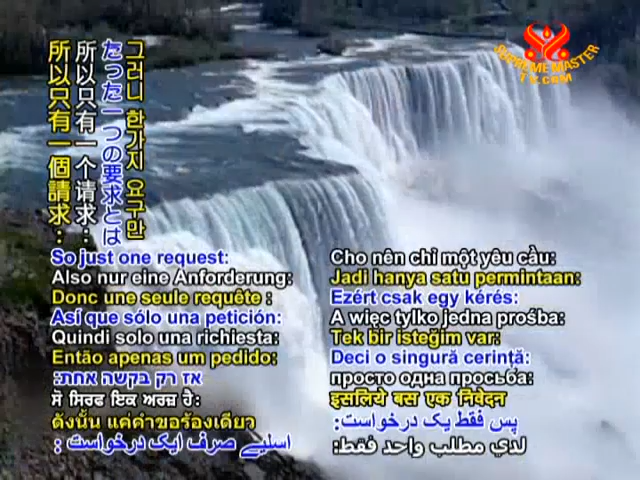 SUPREME MASTER
TV.COM
그러니 한가지 요구만
たった一つの要求とは
所以只有一个请求：
所以只有一個請求：
So just one request:
Also nur eine Anforderung:
Donc une seule requête :
Así que sólo una petición:
Quindi solo una richiesta:
Então apenas um pedido:
אז רק בקשה אחת:
ਸੋ ਸਿਰਫ ਇਕ ਅਰਜ਼ ਹੈ:
ดังนั้น แค่คำขอร้องเดียว
اسلیے صرف ایک درخواست :
Cho nên chỉ một yêu cầu:
Jadi hanya satu permintaan:
Ezért csak egy kérés:
A więc tylko jedna prośba:
Tek bir isteğim var:
Deci o singură cerință:
просто одна просьба:
इसलिये बस एक निवेदन
پس فقط یک درخواست:
لدي مطلب واحد فقط: